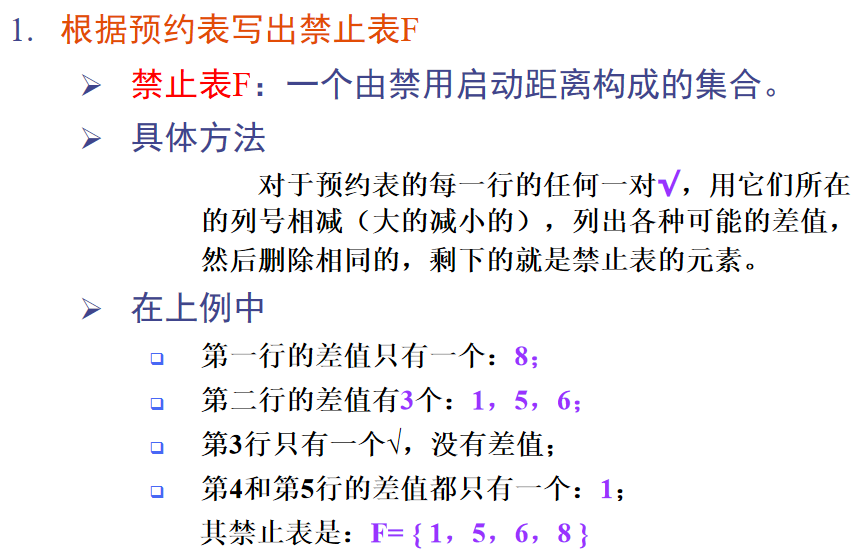 1. 根据预约表写出禁止表F
➢ 禁止表F：一个由禁用启动距离构成的集合。
➢ 具体方法
对于预约表的每一行的任何一对√，用它们所在
的列号相减（大的减小的），列出各种可能的差值，
然后删除相同的，剩下的就是禁止表的元素。
➢ 在上例中
❑ 第一行的差值只有一个：8；
❑ 第二行的差值有3个：1，5，6；
❑ 第3行只有一个√，没有差值；
❑ 第4和第5行的差值都只有一个：1；
其禁止表是：F= { 1，5，6，8 }